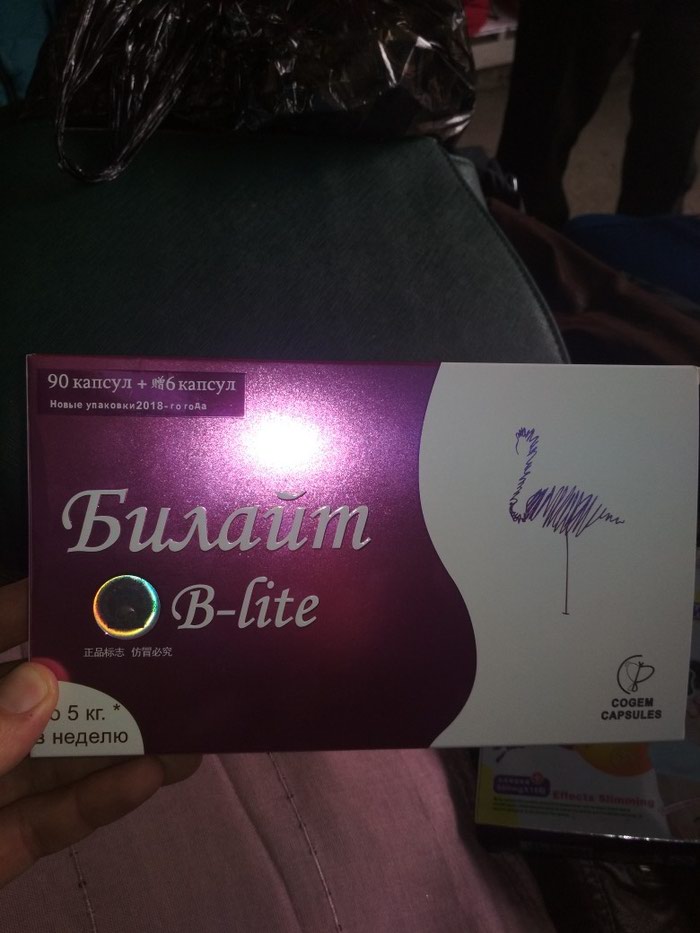 90 капсул + 赠6 капсул
Новые упаковки 2018-го года
Билайт
B-lite
正品标志 仿冒必究
5 кг. *
в неделю
COGEM
CAPSULES
Effects Slimming